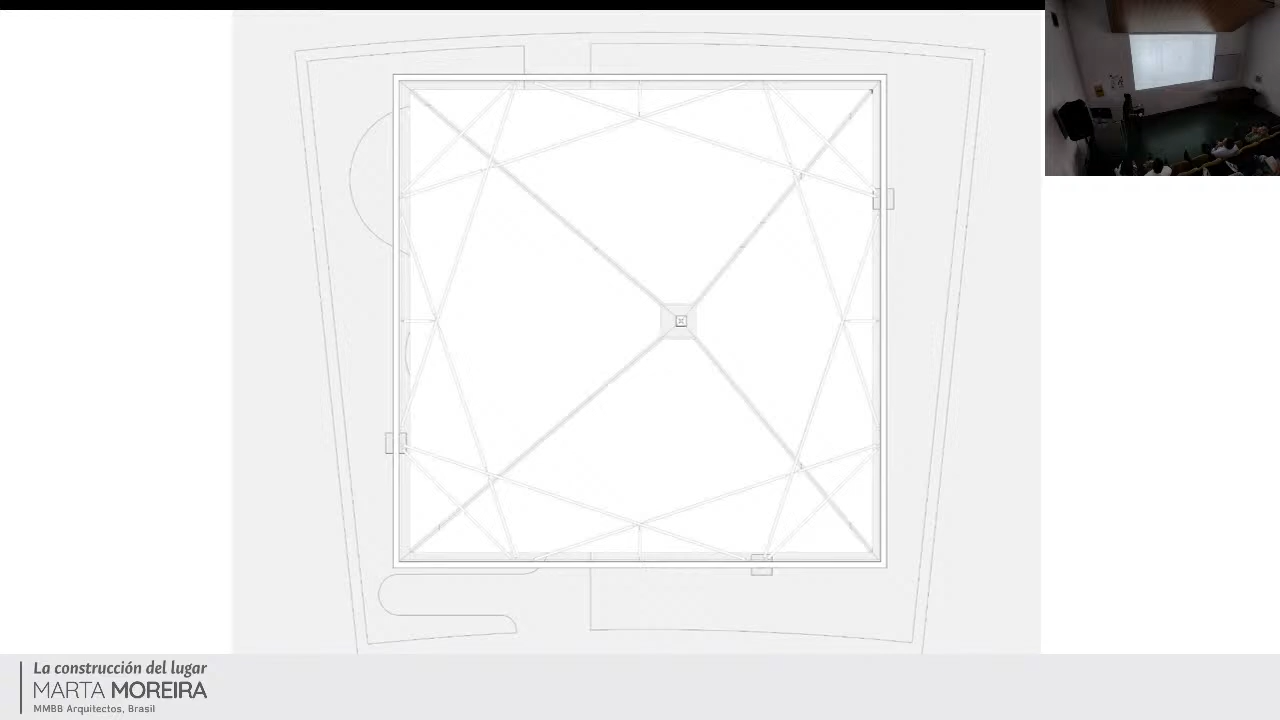 La construcción del lugar
MARTA MOREIRA
MMBB Arquitectos, Brasil